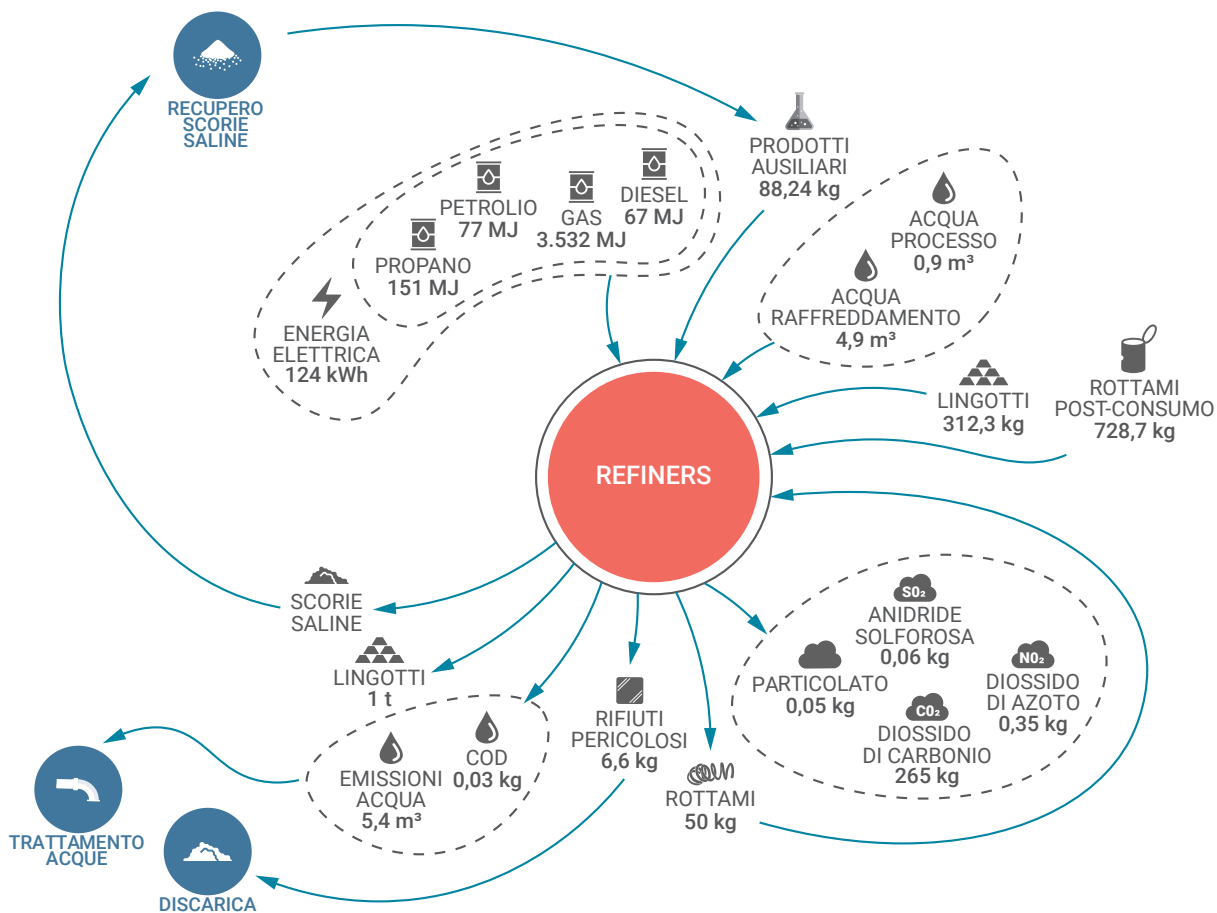 RECUPERO
SCORIE
SALINE
PRODOTTI
AUSILIARI
88,24 kg
DIESEL
67 MJ
PETROLIO
77 MJ
GAS
3.532 MJ
PROPANO
151 MJ
ENERGIA
ELETTRICA
124 kWh
ACQUA
PROCESSO
0,9 m³
ACQUA
RAFFREDDAMENTO
4,9 m³
LINGOTTI
312,3 kg
ROTTAMI
POST-CONSUMO
728,7 kg
REFINERS
SCORIE
SALINE
LINGOTTI
1 t
EMISSIONI
ACQUA
5,4 m³
COD
0,03 kg
RIFIUTI
PERICOLOSI
6,6 kg
ROTTAMI
50 kg
SO₂
ANIDRIDE
SOLFOROSA
0,06 kg
PARTICOLATO
0,05 kg
NO₂
DIOSSIDO
DI AZOTO
0,35 kg
CO₂
DIOSSIDO
DI CARBONIO
265 kg
TRATTAMENTO
ACQUE
DISCARICA